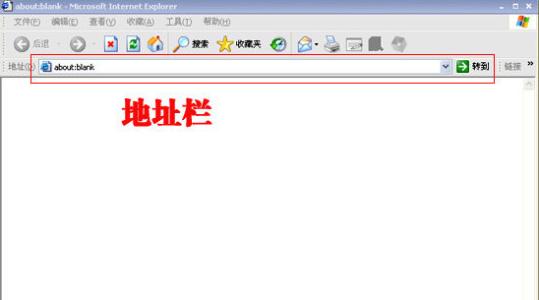 about:blank - Microsoft Internet Explorer
文件(F) 编辑(E) 查看(V) 收藏(A) 工具(T) 帮助(H)
后退 搜索 收藏夹
地址(D) about:blank 转到 链接 »
地址栏